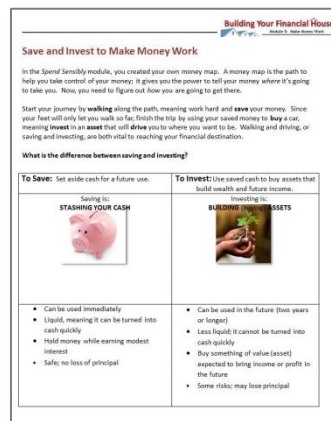 Building Your Financial House
Module 5: Make Money Work
Save and Invest to Make Money Work
In the Spend Sensibly module, you created your own money map. A money map is the path to
help you take control of your money; it gives you the power to tell your money where it's going
to take you. Now, you need to figure out how you are going to get there.
Start your journey by walking along the path, meaning work hard and save your money. Since
your feet will only let you walk so far, finish the trip by using your saved money to buy a car,
meaning invest in an asset that will drive you to where you want to be. Walking and driving, or
saving and investing, are both vital to reaching your financial destination.
What is the difference between saving and investing?
To Save: Set aside cash for a future use.
Saving is:
STASHING YOUR CASH
Can be used immediately
Liquid, meaning it can be turned into
cash quickly
Hold money while earning modest
interest
Safe; no loss of principal
To Invest: Use saved cash to buy assets that
build wealth and future income.
Investing is:
BUILDING ASSETS
Can be used in the future (two years
or longer)
Less liquid; it cannot be turned into
cash quickly
Buy something of value (asset)
expected to bring income or profit in
the future
Some risks; may lose principal